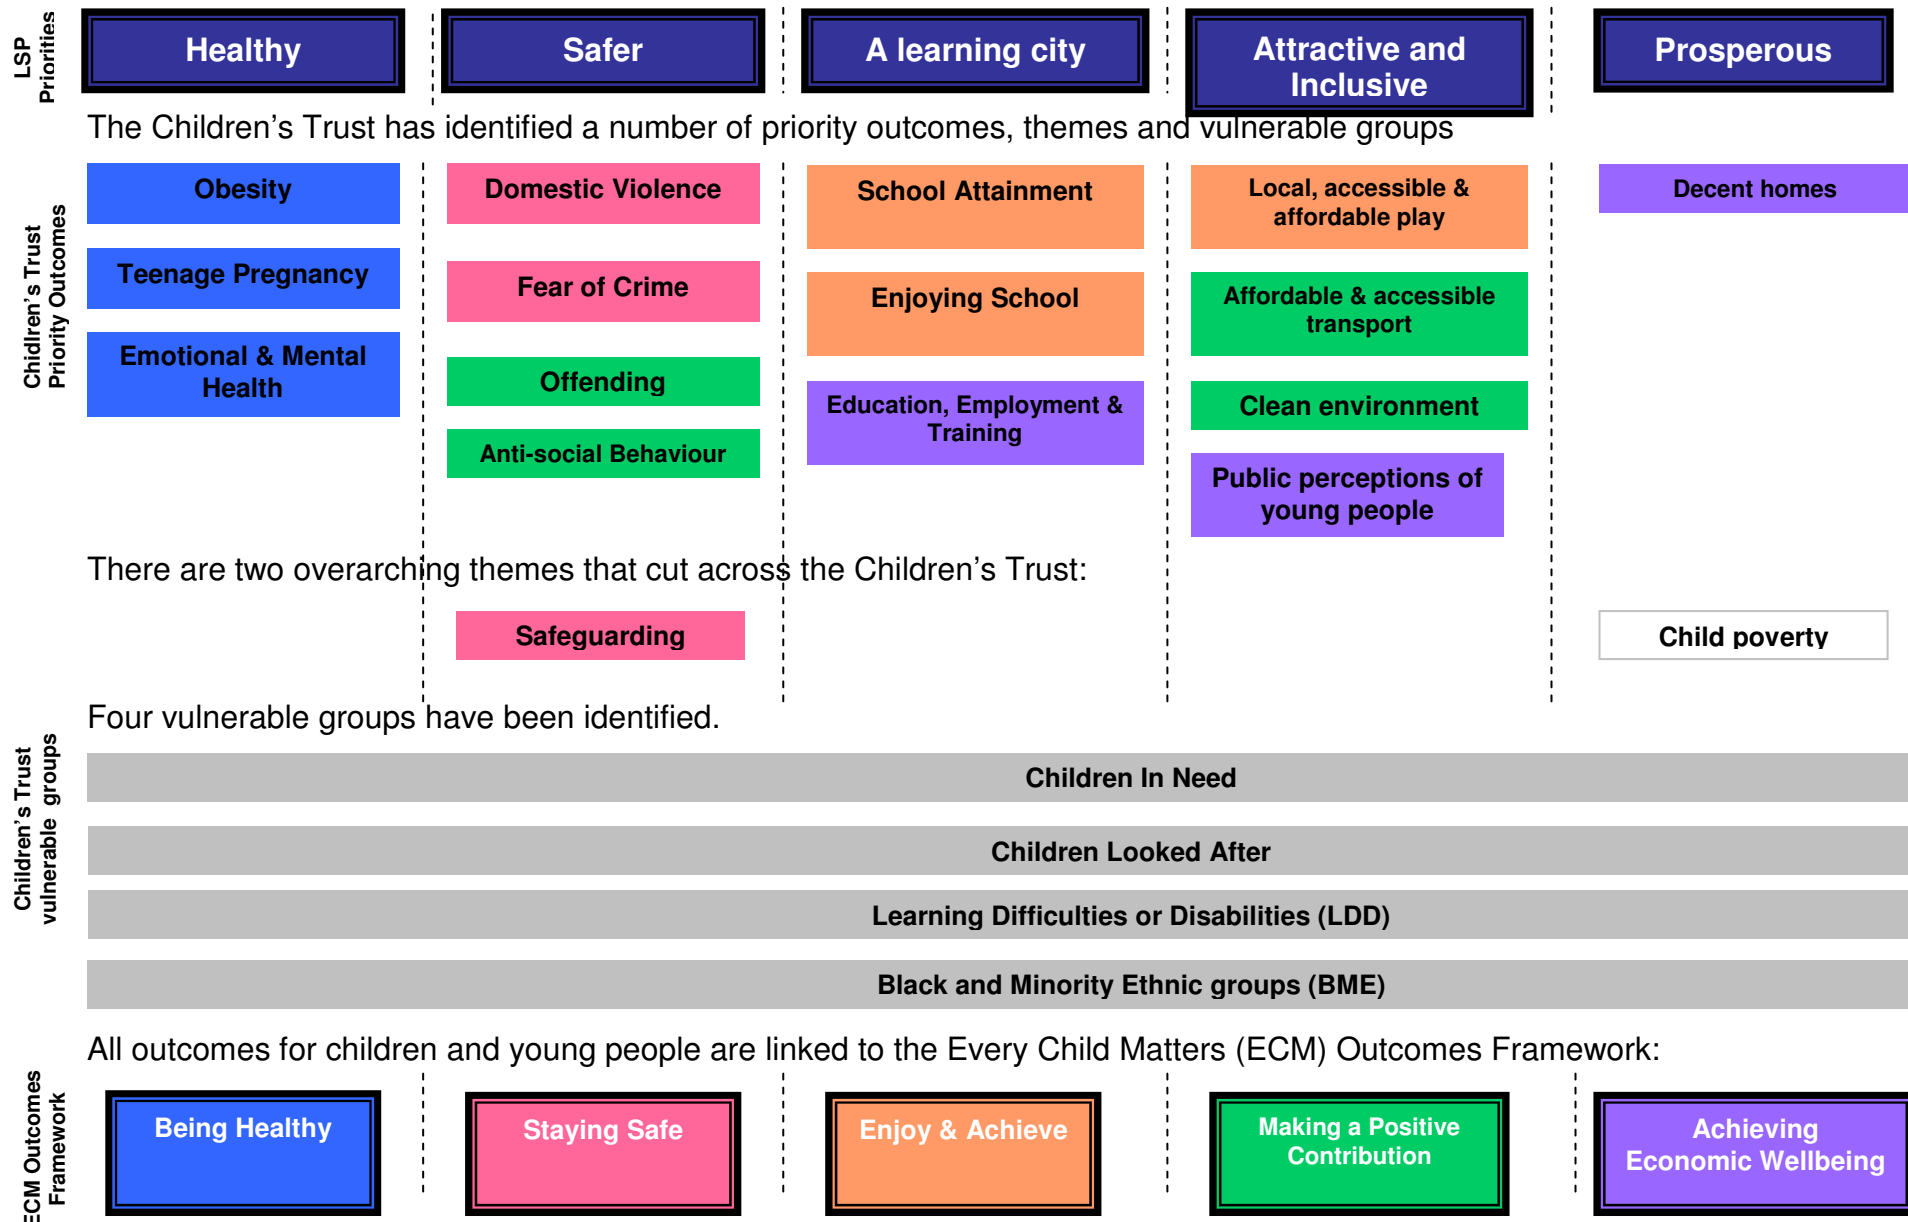 LSP
Priorities
Healthy
Safer
A learning city
Attractive and
Inclusive
Prosperous
The Children's Trust has identified a number of priority outcomes, themes and vulnerable groups
Chidlren's Trust
Priority Outcomes
Obesity
Teenage Pregnancy
Emotional & Mental
Health
Domestic Violence
Fear of Crime
Offending
Anti-social Behaviour
School Attainment
Enjoying School
Education, Employment &
Training
Local, accessible &
affordable play
Affordable & accessible
transport
Clean environment
Public perceptions of
young people
Decent homes
There are two overarching themes that cut across the Children's Trust:
Safeguarding
Child poverty
Four vulnerable groups have been identified.
Children's Trust
vulnerable groups
Children In Need
Children Looked After
Learning Difficulties or Disabilities (LDD)
Black and Minority Ethnic groups (BME)
All outcomes for children and young people are linked to the Every Child Matters (ECM) Outcomes Framework:
ECM Outcomes
Framework
Being Healthy
Staying Safe
Enjoy & Achieve
Making a Positive
Contribution
Achieving
Economic Wellbeing